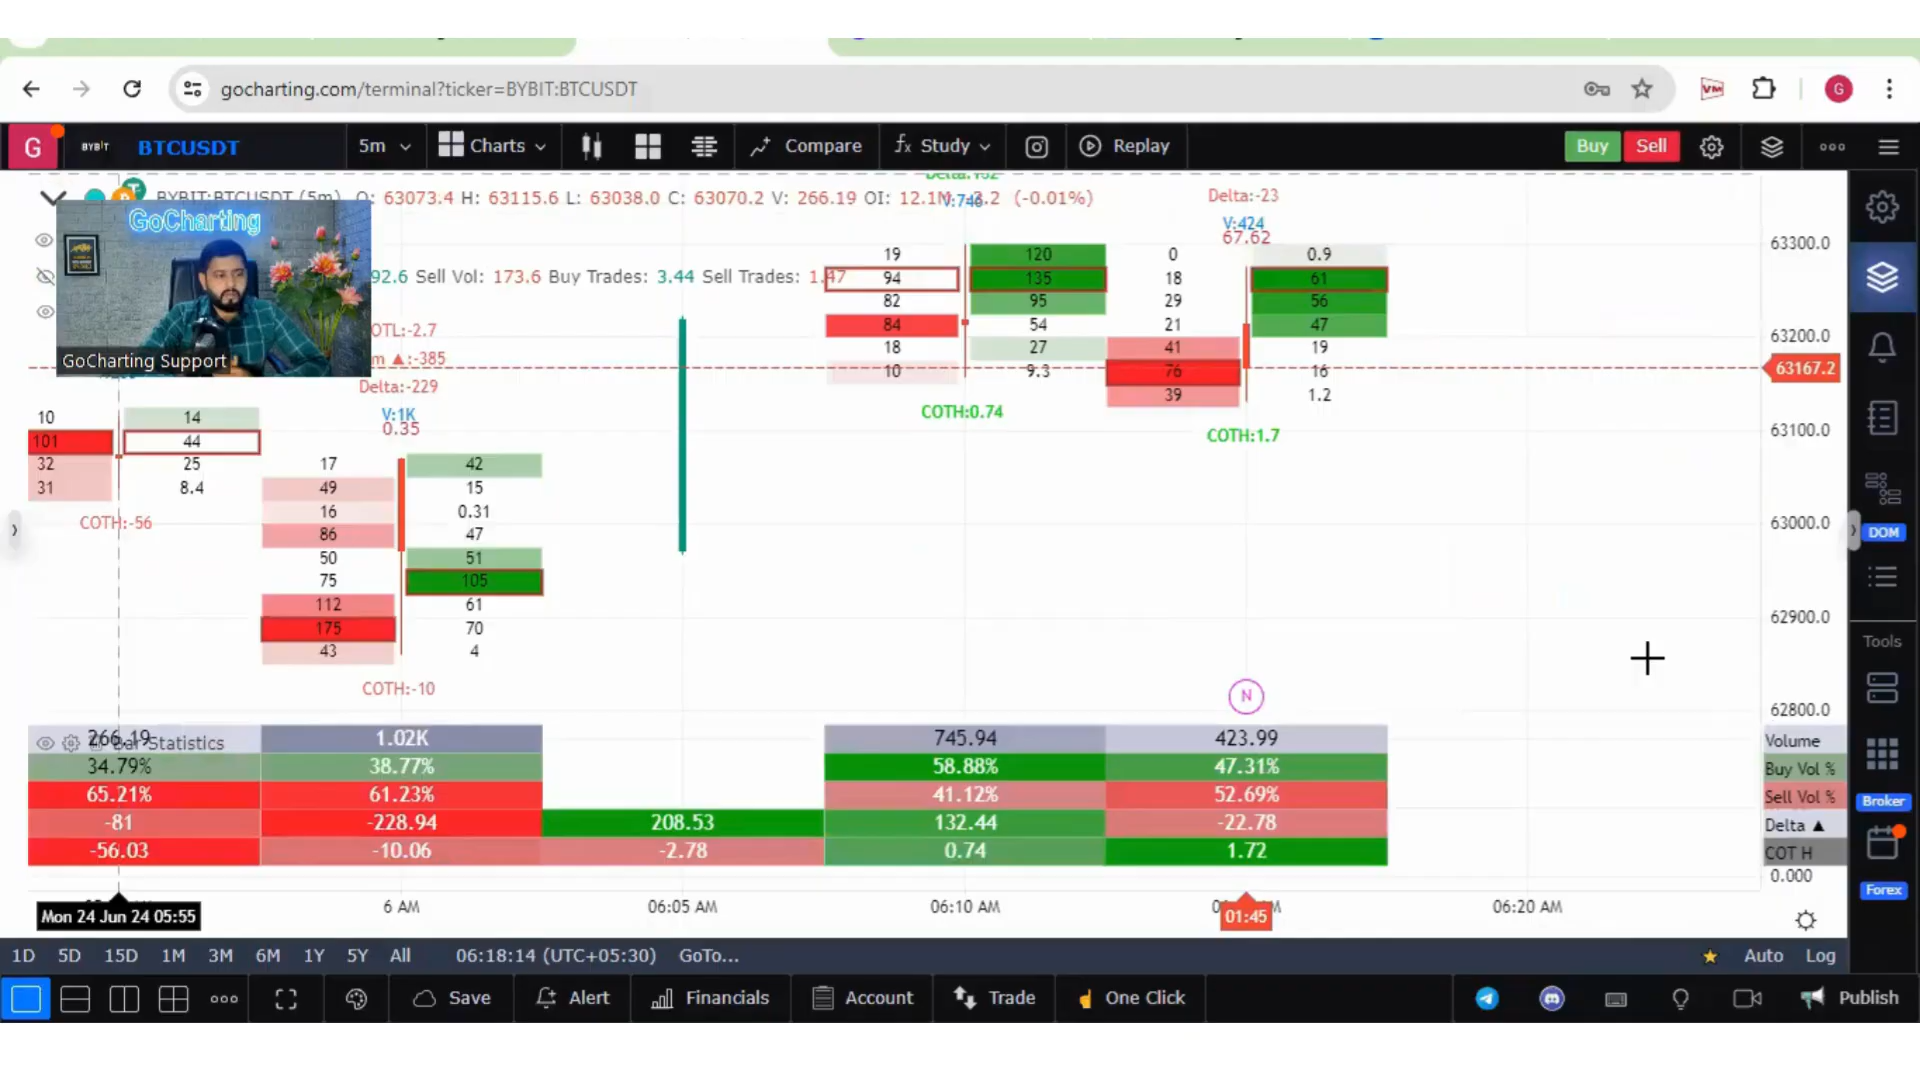 gocharting.com/terminal?ticker=BYBIT:BTCUSDT
G
G BYBIT BTCUSDT 5m Charts Compare fx Study Replay Buy Sell
BYBIT:BTCUSDT (5m) O: 63073.4 H: 63115.6 L: 63038.0 C: 63070.2 V: 266.19 OI: 12.1M -3.2 (-0.01%)
V:746
Delta:-23
V:424
67.62
GoCharting
GoCharting Support
92.6 Sell Vol: 173.6 Buy Trades: 3.44 Sell Trades: 1.47
OTL:-2.7
m ▲:-385
Delta:-229
V:1K
0.35
10 14
101 44
32 25
31 8.4
COTH:-56
17 42
49 15
16 0.31
86 47
50 51
75 105
112 61
175 70
43 4
COTH:-10
19 120
94 135
82 95
84 54
18 27
10 9.3
COTH:0.74
0 0.9
18 61
29 56
21 47
41 19
76 16
39 1.2
COTH:1.7
63300.0
63200.0
63167.2
63100.0
63000.0
62900.0
62800.0
N
Bar Statistics
266.19 1.02K 745.94 423.99 Volume
34.79% 38.77% 58.88% 47.31% Buy Vol %
65.21% 61.23% 41.12% 52.69% Sell Vol %
-81 -228.94 208.53 132.44 -22.78 Delta ▲
-56.03 -10.06 -2.78 0.74 1.72 COT H
0.000
Mon 24 Jun 24 05:55 6 AM 06:05 AM 06:10 AM 01:45 06:20 AM
DOM
Tools
Broker
Forex
1D 5D 15D 1M 3M 6M 1Y 5Y All 06:18:14 (UTC+05:30) GoTo... Auto Log
Save Alert Financials Account Trade One Click Publish